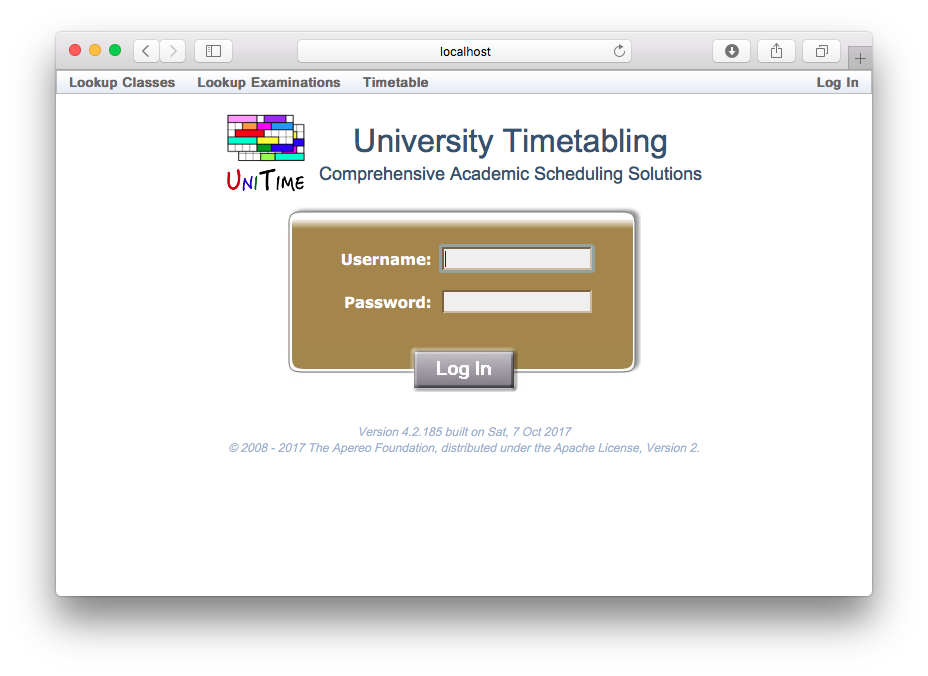 localhost
Lookup Classes Lookup Examinations Timetable Log In
UniTime
University Timetabling
Comprehensive Academic Scheduling Solutions
Username:
Password:
Log In
Version 4.2.185 built on Sat, 7 Oct 2017
© 2008 - 2017 The Apereo Foundation, distributed under the Apache License, Version 2.